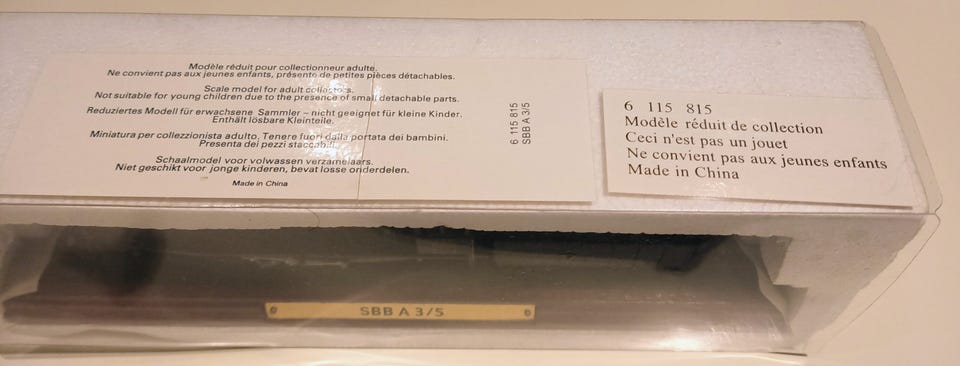 Modèle réduit pour collectionneur adulte.
Ne convient pas aux jeunes enfants, présente de petites pièces détachables.
Scale model for adult collectors.
Not suitable for young children due to the presence of small detachable parts.
Reduziertes Modell für erwachsene Sammler – nicht geeignet für kleine Kinder.
Enthält lösbare Kleinteile.
Miniatura per collezzionista adulto, Tenere fuori dalla portata dei bambini.
Presenta dei pezzi staccabili.
Schaalmodel voor volwassen verzamelaars.
Niet geschikt voor jonge kinderen, bevat losse onderdelen.
Made in China
6 115 815
SBB A 3/5
6 115 815
Modèle réduit de collection
Ceci n'est pas un jouet
Ne convient pas aux jeunes enfants
Made in China
SBB A 3/5